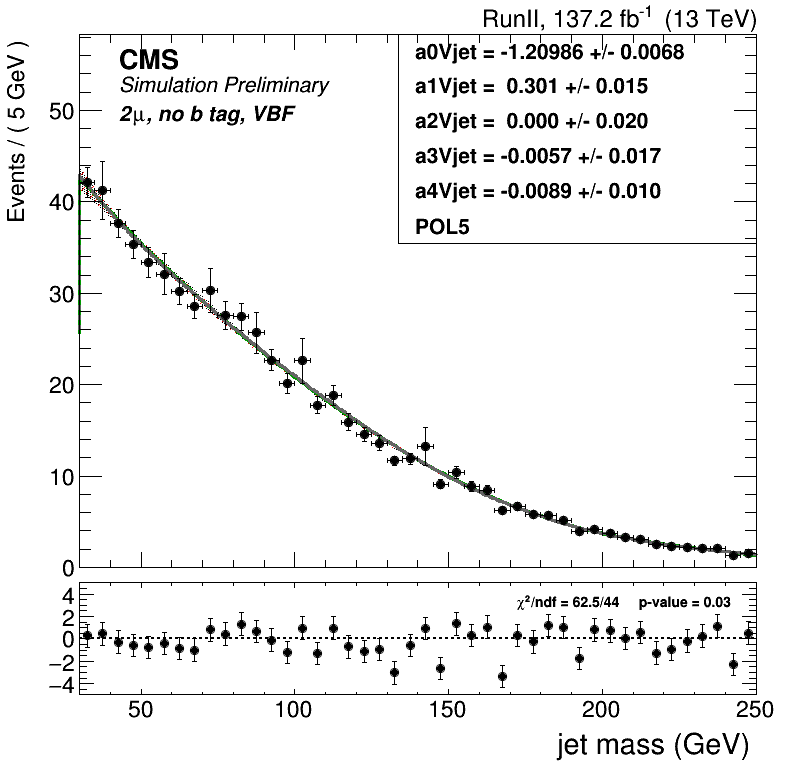 RunII, 137.2 fb⁻¹ (13 TeV)
CMS
Simulation Preliminary
2μ, no b tag, VBF
a0Vjet = -1.20986 +/- 0.0068
a1Vjet = 0.301 +/- 0.015
a2Vjet = 0.000 +/- 0.020
a3Vjet = -0.0057 +/- 0.017
a4Vjet = -0.0089 +/- 0.010
POL5
Events / ( 5 GeV )
50
40
30
20
10
0
χ²/ndf = 62.5/44 p-value = 0.03
4
2
0
−2
−4
50 100 150 200 250
jet mass (GeV)